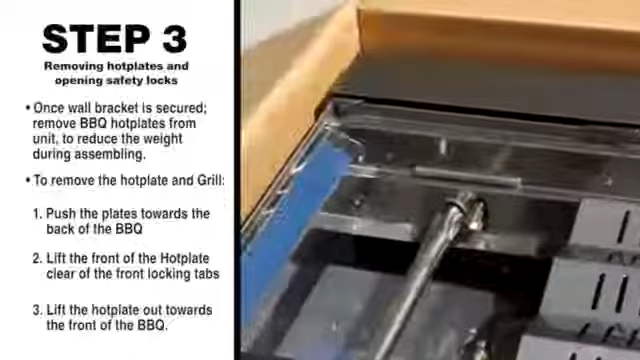 STEP 3
Removing hotplates and
opening safety locks
• Once wall bracket is secured;
remove BBQ hotplates from
unit, to reduce the weight
during assembling.
• To remove the hotplate and Grill:
1. Push the plates towards the
back of the BBQ
2. Lift the front of the Hotplate
clear of the front locking tabs
3. Lift the hotplate out towards
the front of the BBQ.